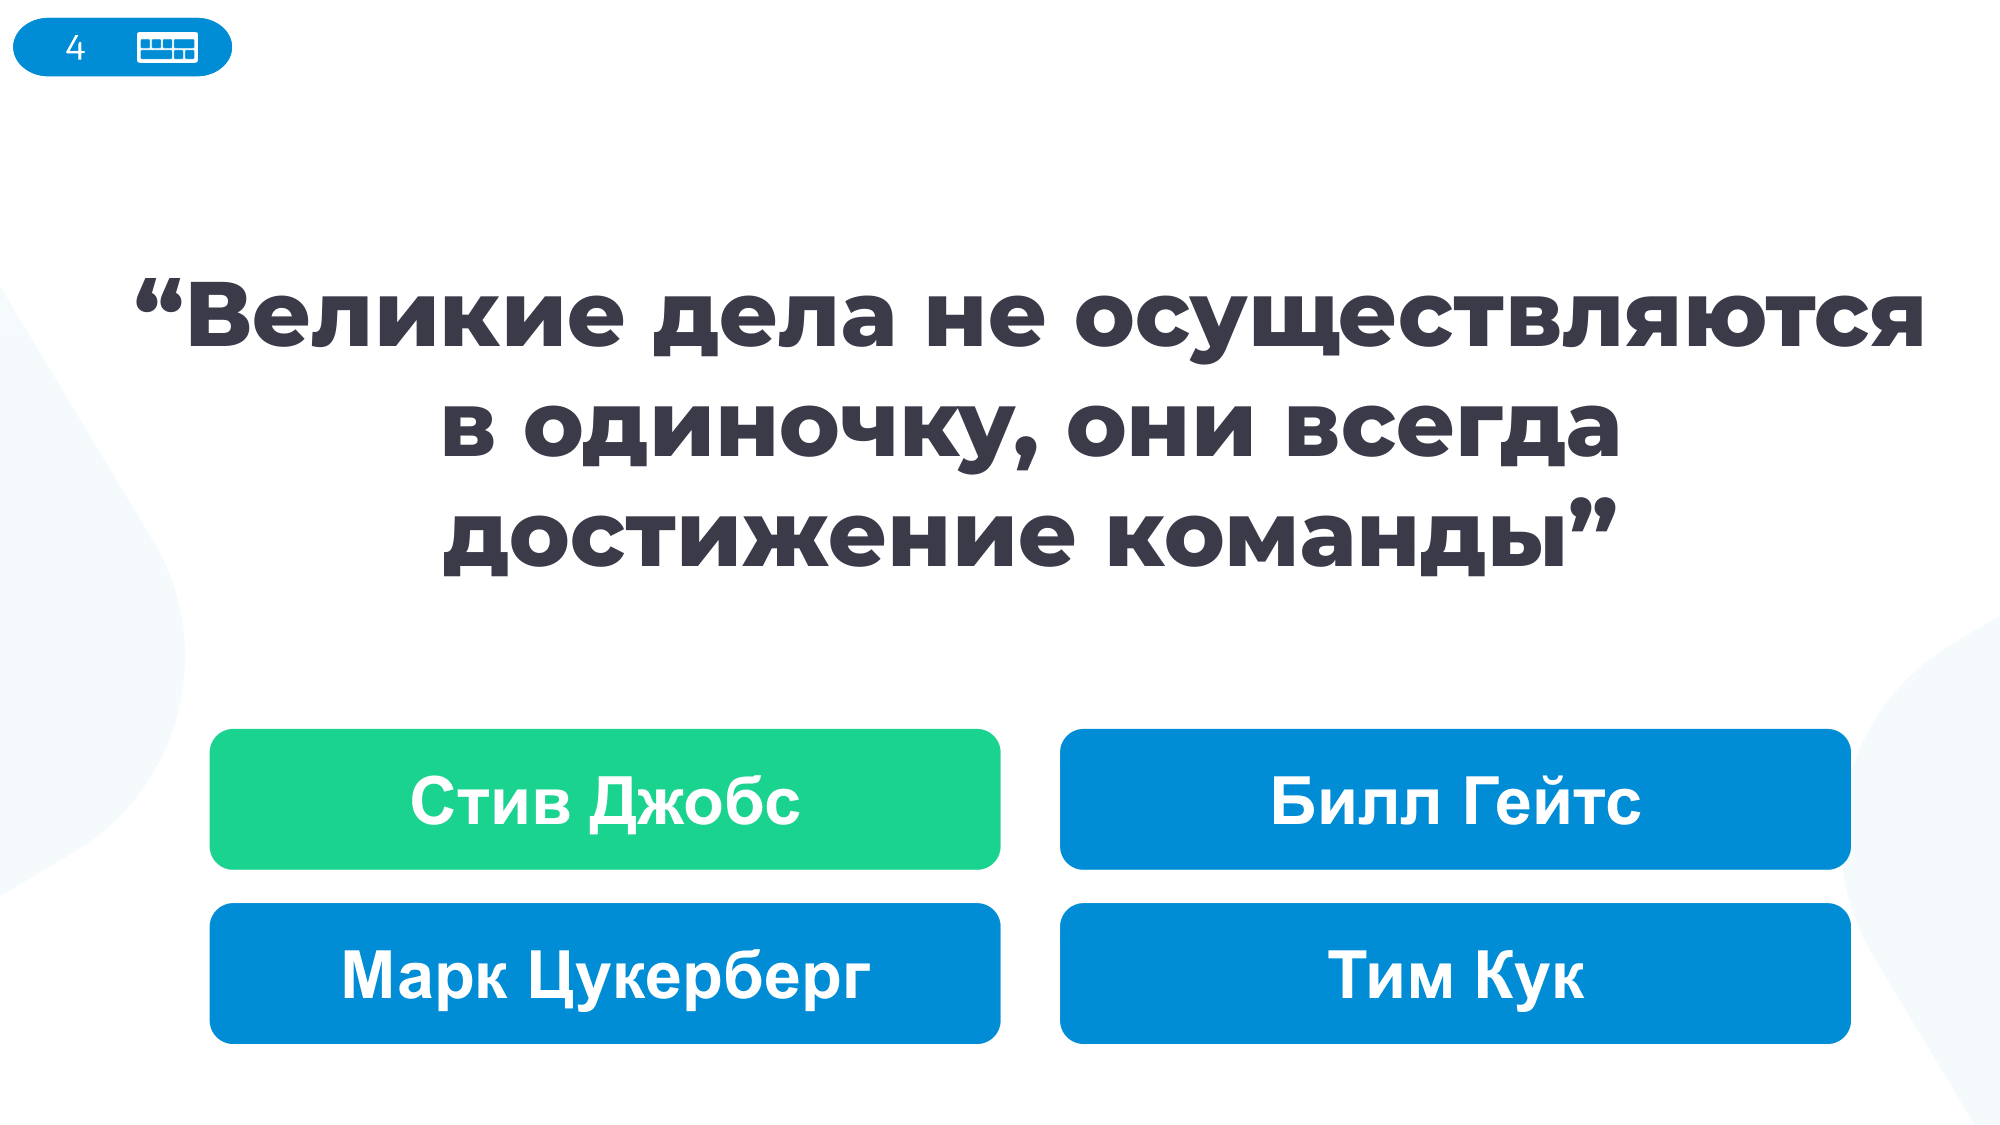 4
“Великие дела не осуществляются
в одиночку, они всегда
достижение команды”
Стив Джобс
Билл Гейтс
Марк Цукерберг
Тим Кук